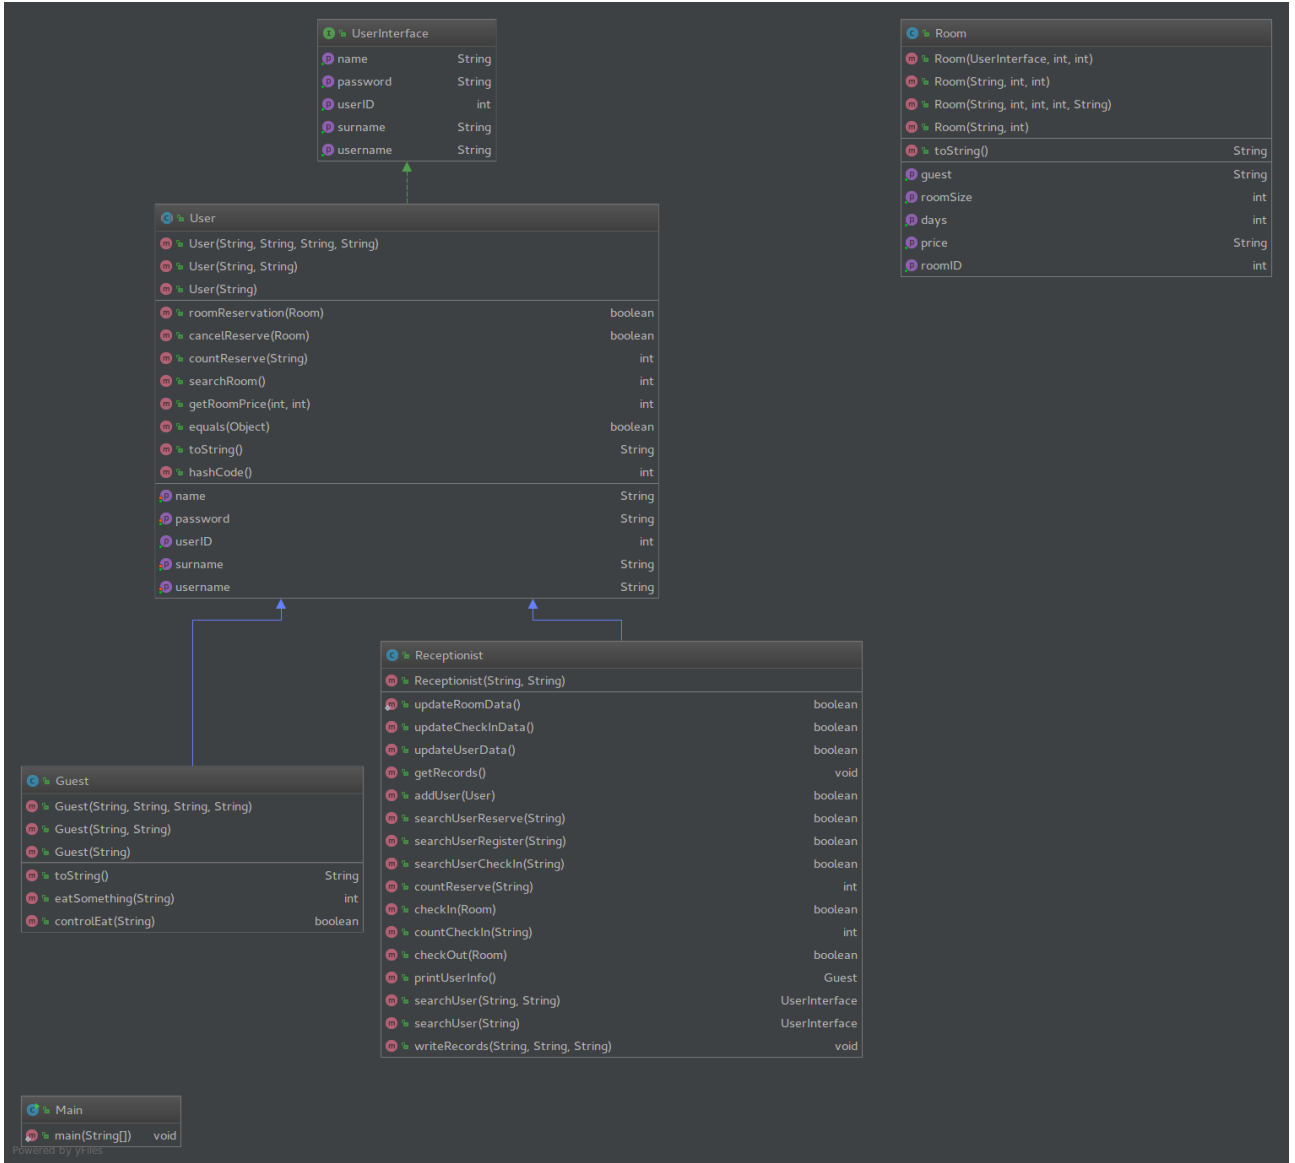 UserInterface
name String
password String
userID int
surname String
username String
Room
Room(UserInterface, int, int)
Room(String, int, int)
Room(String, int, int, int, String)
Room(String, int)
toString() String
guest String
roomSize int
days int
price String
roomID int
User
User(String, String, String, String)
User(String, String)
User(String)
roomReservation(Room) boolean
cancelReserve(Room) boolean
countReserve(String) int
searchRoom() int
getRoomPrice(int, int) int
equals(Object) boolean
toString() String
hashCode() int
name String
password String
userID int
surname String
username String
Receptionist
Receptionist(String, String)
updateRoomData() boolean
updateCheckInData() boolean
updateUserData() boolean
getRecords() void
addUser(User) boolean
searchUserReserve(String) boolean
searchUserRegister(String) boolean
searchUserCheckIn(String) boolean
countReserve(String) int
checkIn(Room) boolean
countCheckIn(String) int
checkOut(Room) boolean
printUserInfo() Guest
searchUser(String, String) UserInterface
searchUser(String) UserInterface
writeRecords(String, String, String) void
Guest
Guest(String, String, String, String)
Guest(String, String)
Guest(String)
toString() String
eatSomething(String) int
controlEat(String) boolean
Main
main(String[]) void
Powered by yFiles